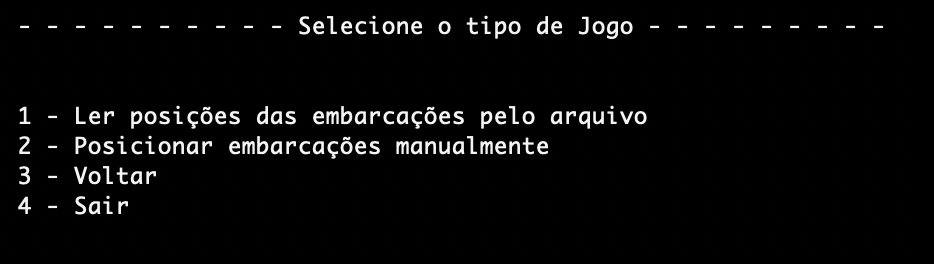 - - - - - - - - - - Selecione o tipo de Jogo - - - - - - - - -
1 - Ler posições das embarcações pelo arquivo
2 - Posicionar embarcações manualmente
3 - Voltar
4 - Sair